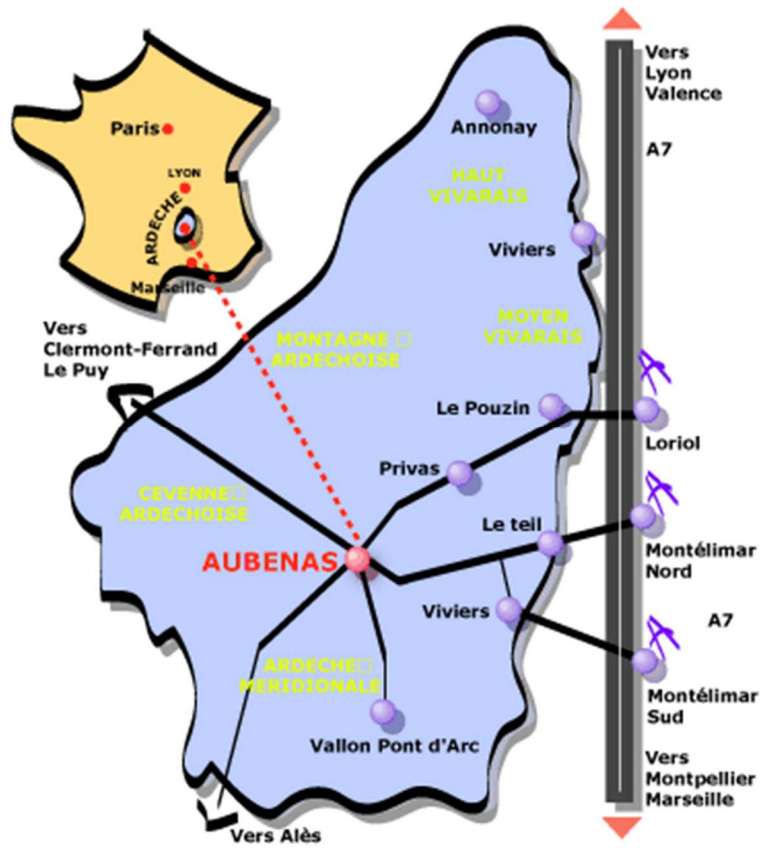 Vers
Lyon
Valence
A7
Paris
LYON
ARDECHE
Marseille
Annonay
HAUT
VIVARAIS
Viviers
MOYEN
VIVARAIS
Vers
Clermont-Ferrand
Le Puy
MONTAGNE
ARDECHOISE
Le Pouzin
Loriol
Privas
CEVENNE
ARDECHOISE
Le teil
AUBENAS
Montélimar
Nord
Viviers
A7
ARDECHE
MERIDIONALE
Montélimar
Sud
Vallon Pont d'Arc
Vers
Montpellier
Marseille
Vers Alès